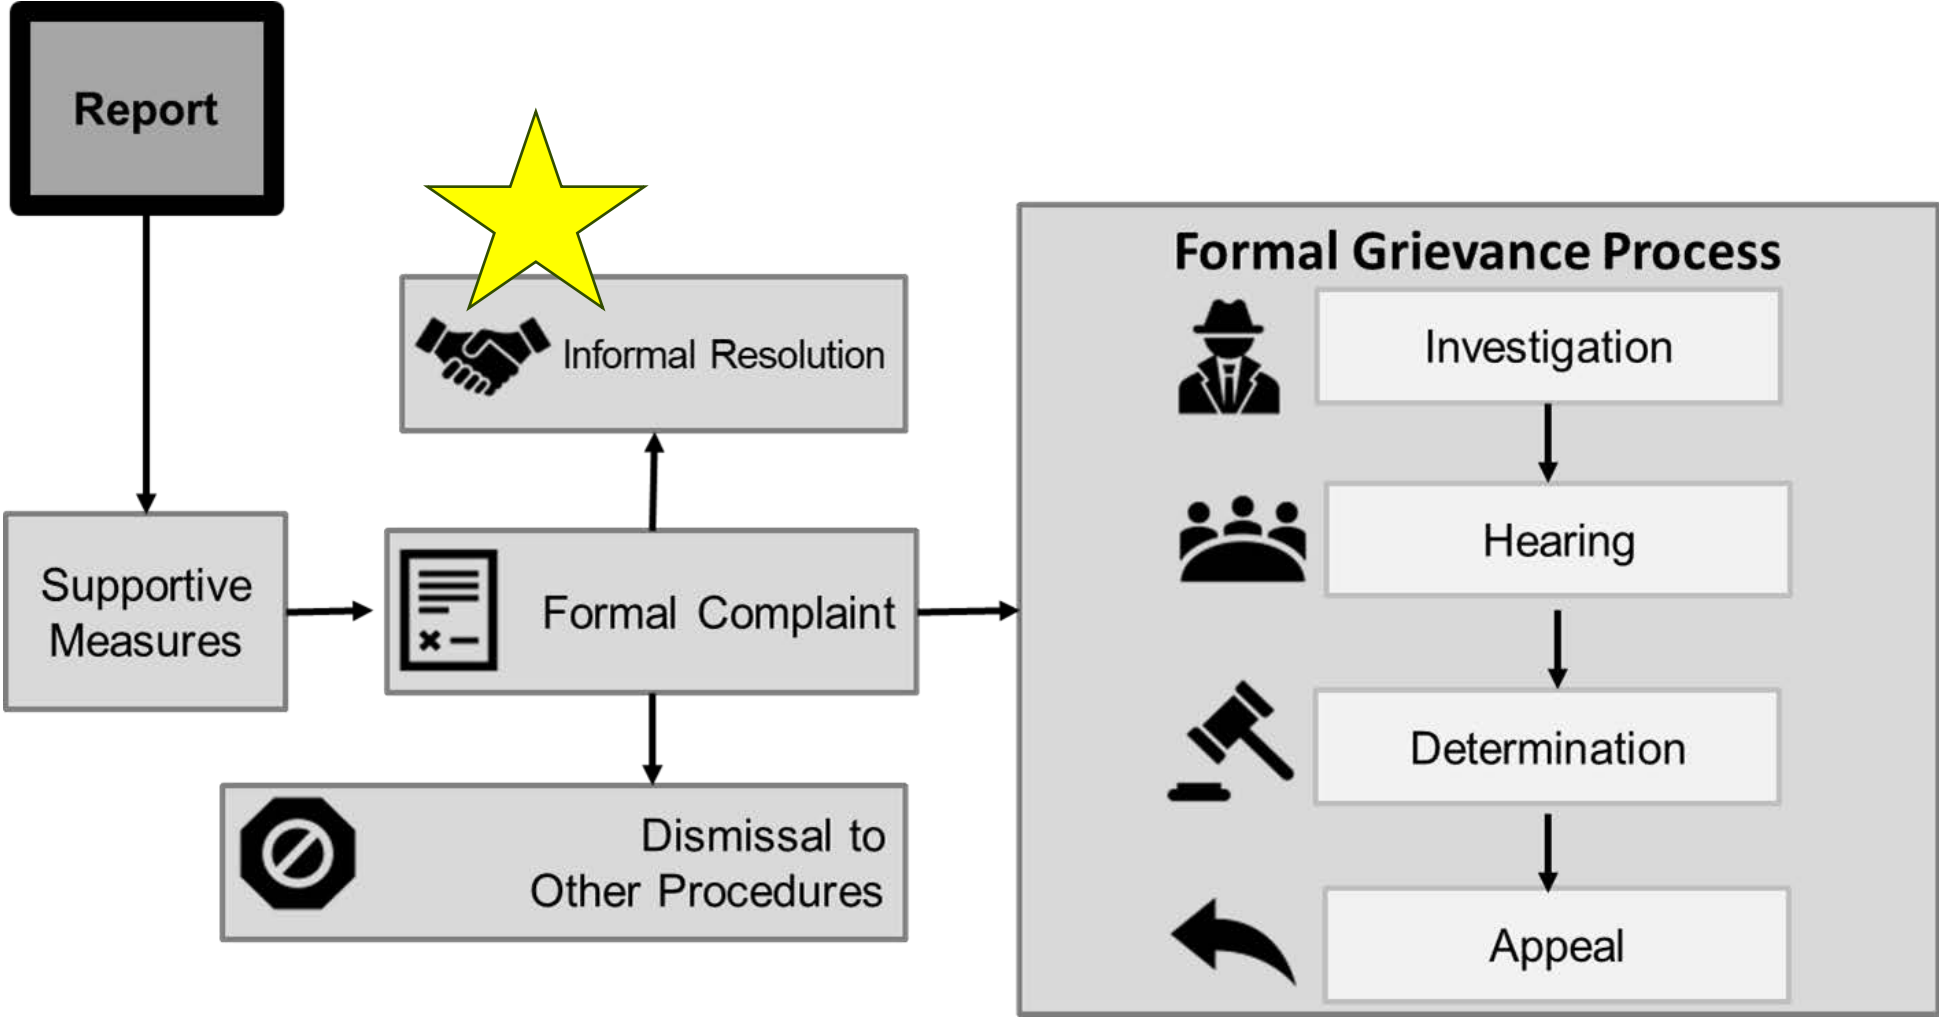 Report
Supportive
Measures
Informal Resolution
Formal Complaint
Dismissal to
Other Procedures
Formal Grievance Process
Investigation
Hearing
Determination
Appeal